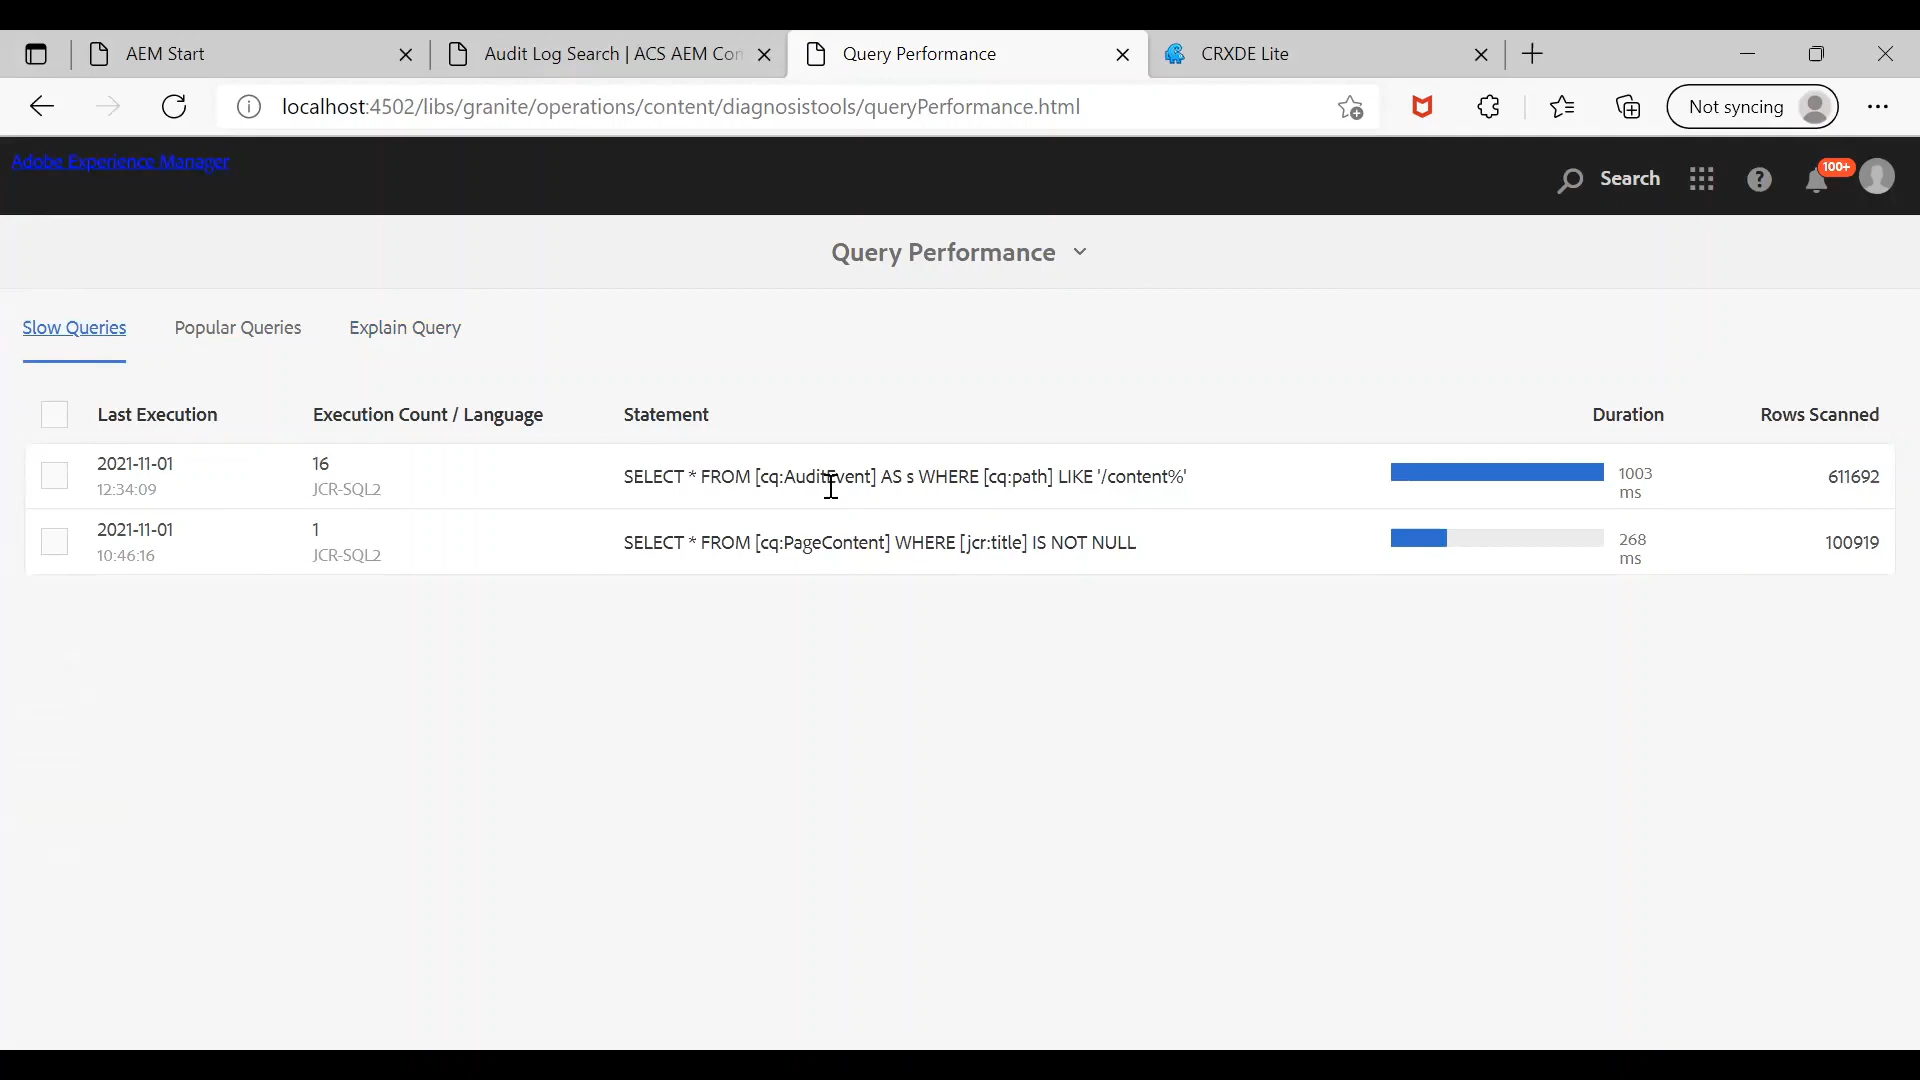 AEM Start
Audit Log Search | ACS AEM Con
Query Performance
CRXDE Lite
localhost:4502/libs/granite/operations/content/diagnosistools/queryPerformance.html
Not syncing
Adobe Experience Manager
Search
100+
Query Performance
Slow Queries Popular Queries Explain Query
Last Execution Execution Count / Language Statement Duration Rows Scanned
2021-11-01 16 SELECT * FROM [cq:AuditEvent] AS s WHERE [cq:path] LIKE '/content%' 1003 611692
12:34:09 JCR-SQL2 ms
2021-11-01 1 SELECT * FROM [cq:PageContent] WHERE [jcr:title] IS NOT NULL 268 100919
10:46:16 JCR-SQL2 ms